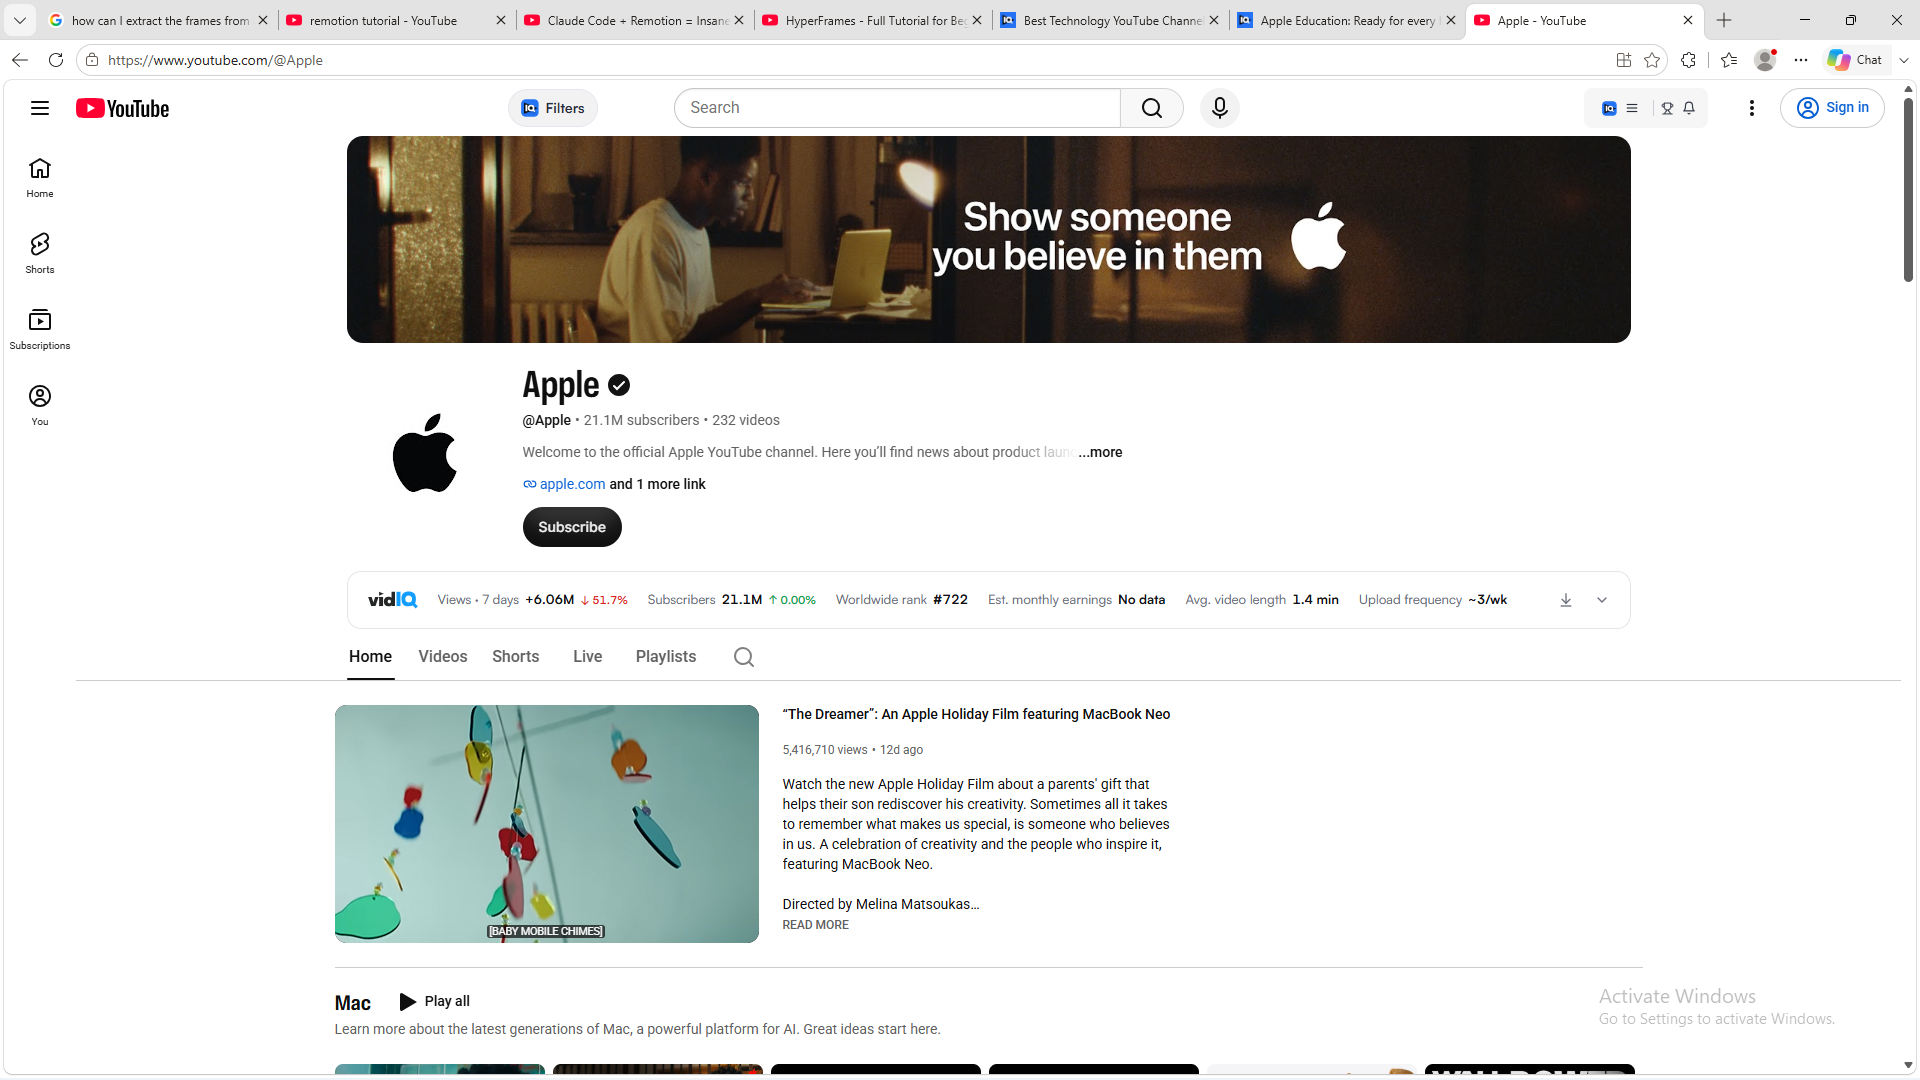 how can I extract the frames from
remotion tutorial - YouTube
Claude Code + Remotion = Insane
HyperFrames - Full Tutorial for Beg
Best Technology YouTube Channel
Apple Education: Ready for every
Apple - YouTube
https://www.youtube.com/@Apple
Chat
YouTube
Filters
Search
Sign in
Home
Shorts
Subscriptions
You
Show someone
you believe in them
Apple
@Apple • 21.1M subscribers • 232 videos
Welcome to the official Apple YouTube channel. Here you’ll find news about product laun ...more
apple.com and 1 more link
Subscribe
vidIQ Views • 7 days +6.06M ↓ 51.7% Subscribers 21.1M ↑ 0.00% Worldwide rank #722 Est. monthly earnings No data Avg. video length 1.4 min Upload frequency ~3/wk
Home Videos Shorts Live Playlists
[BABY MOBILE CHIMES]
“The Dreamer”: An Apple Holiday Film featuring MacBook Neo
5,416,710 views • 12d ago
Watch the new Apple Holiday Film about a parents' gift that
helps their son rediscover his creativity. Sometimes all it takes
to remember what makes us special, is someone who believes
in us. A celebration of creativity and the people who inspire it,
featuring MacBook Neo.
Directed by Melina Matsoukas...
READ MORE
Mac
Play all
Learn more about the latest generations of Mac, a powerful platform for AI. Great ideas start here.
Activate Windows
Go to Settings to activate Windows.